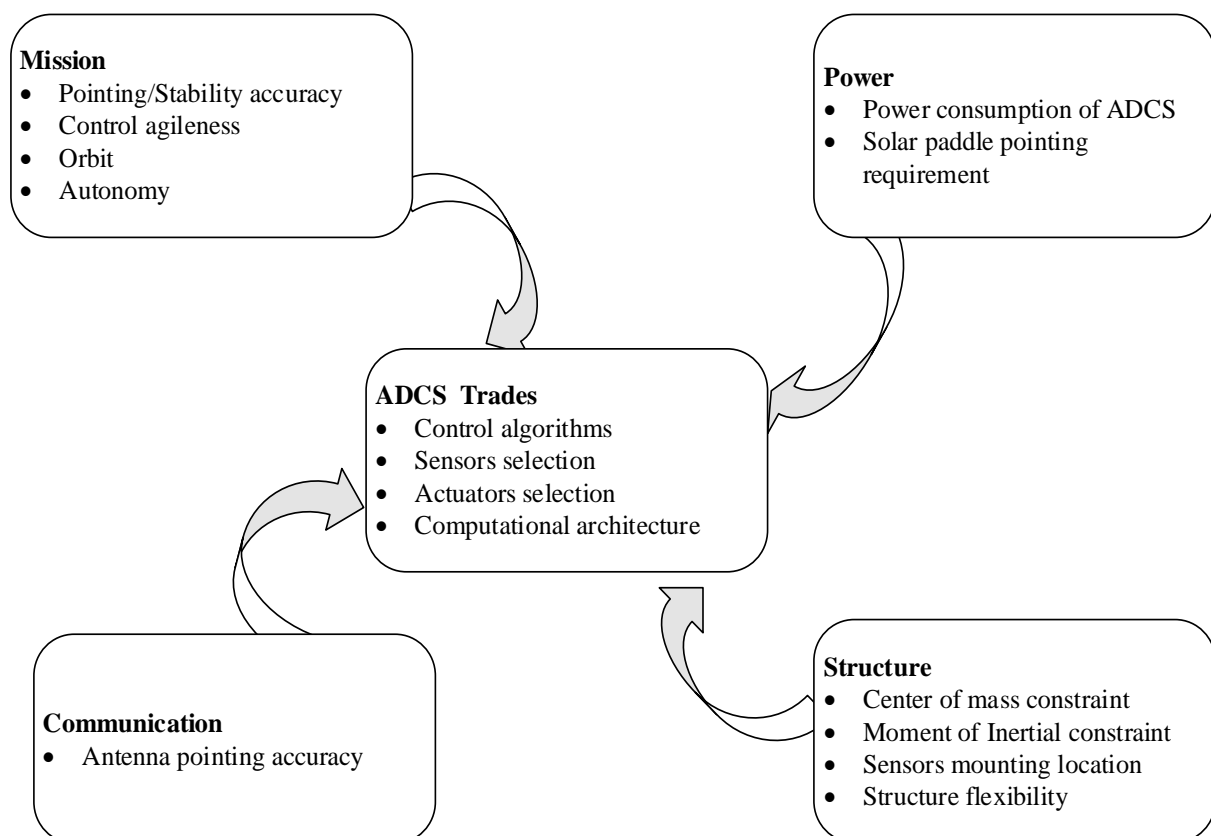 Mission
• Pointing/Stability accuracy
• Control agileness
• Orbit
• Autonomy
Power
• Power consumption of ADCS
• Solar paddle pointing
requirement
ADCS  Trades
• Control algorithms
• Sensors selection
• Actuators selection
• Computational architecture
Communication
• Antenna pointing accuracy
Structure
• Center of mass constraint
• Moment of Inertial constraint
• Sensors mounting location
• Structure flexibility